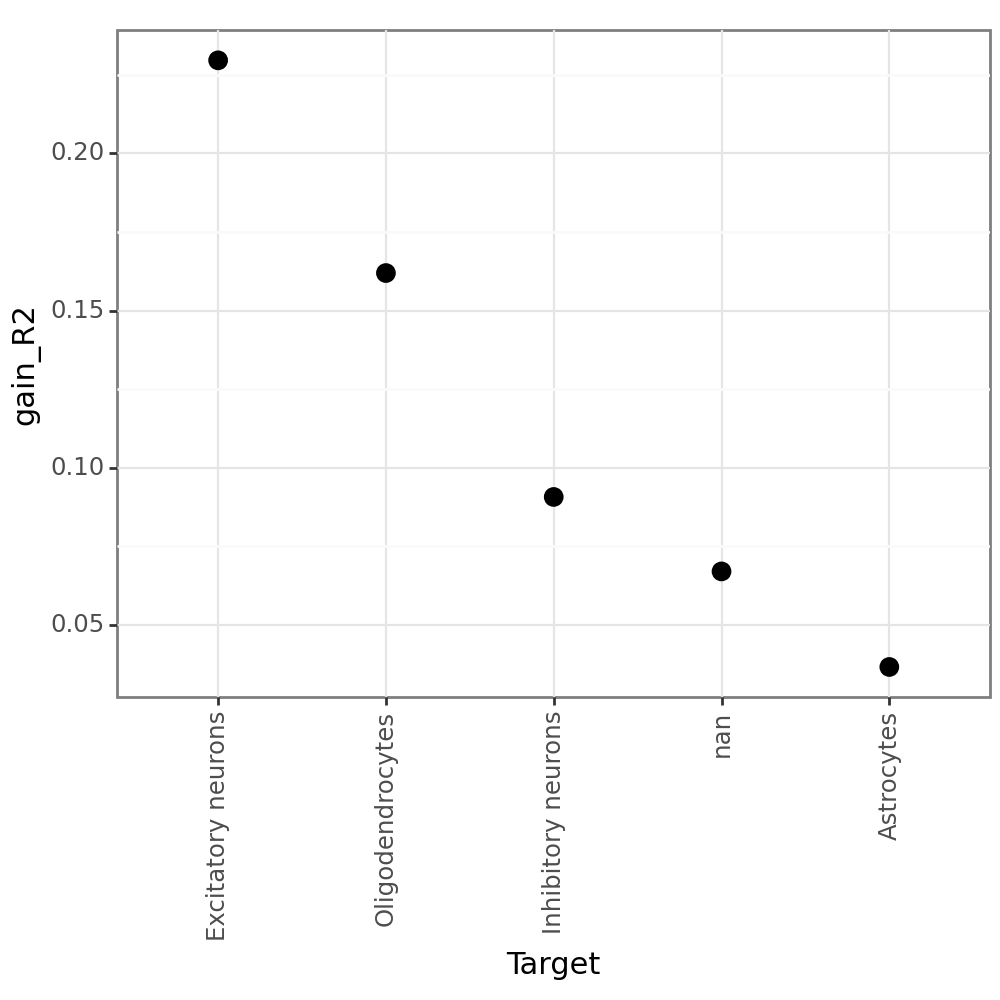 gain_R2
0.20
0.15
0.10
0.05
Excitatory neurons
Oligodendrocytes
Inhibitory neurons
nan
Astrocytes
Target